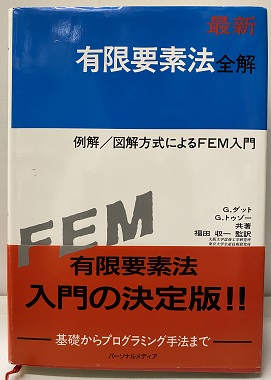 最新
有限要素法全解
例解/図解方式によるFEM入門
G.ダット
G.トゥゾー
共著
福田 収一 監訳
FEM
有限要素法
入門の決定版!!
基礎からプログラミング手法まで
パーソナルメディア